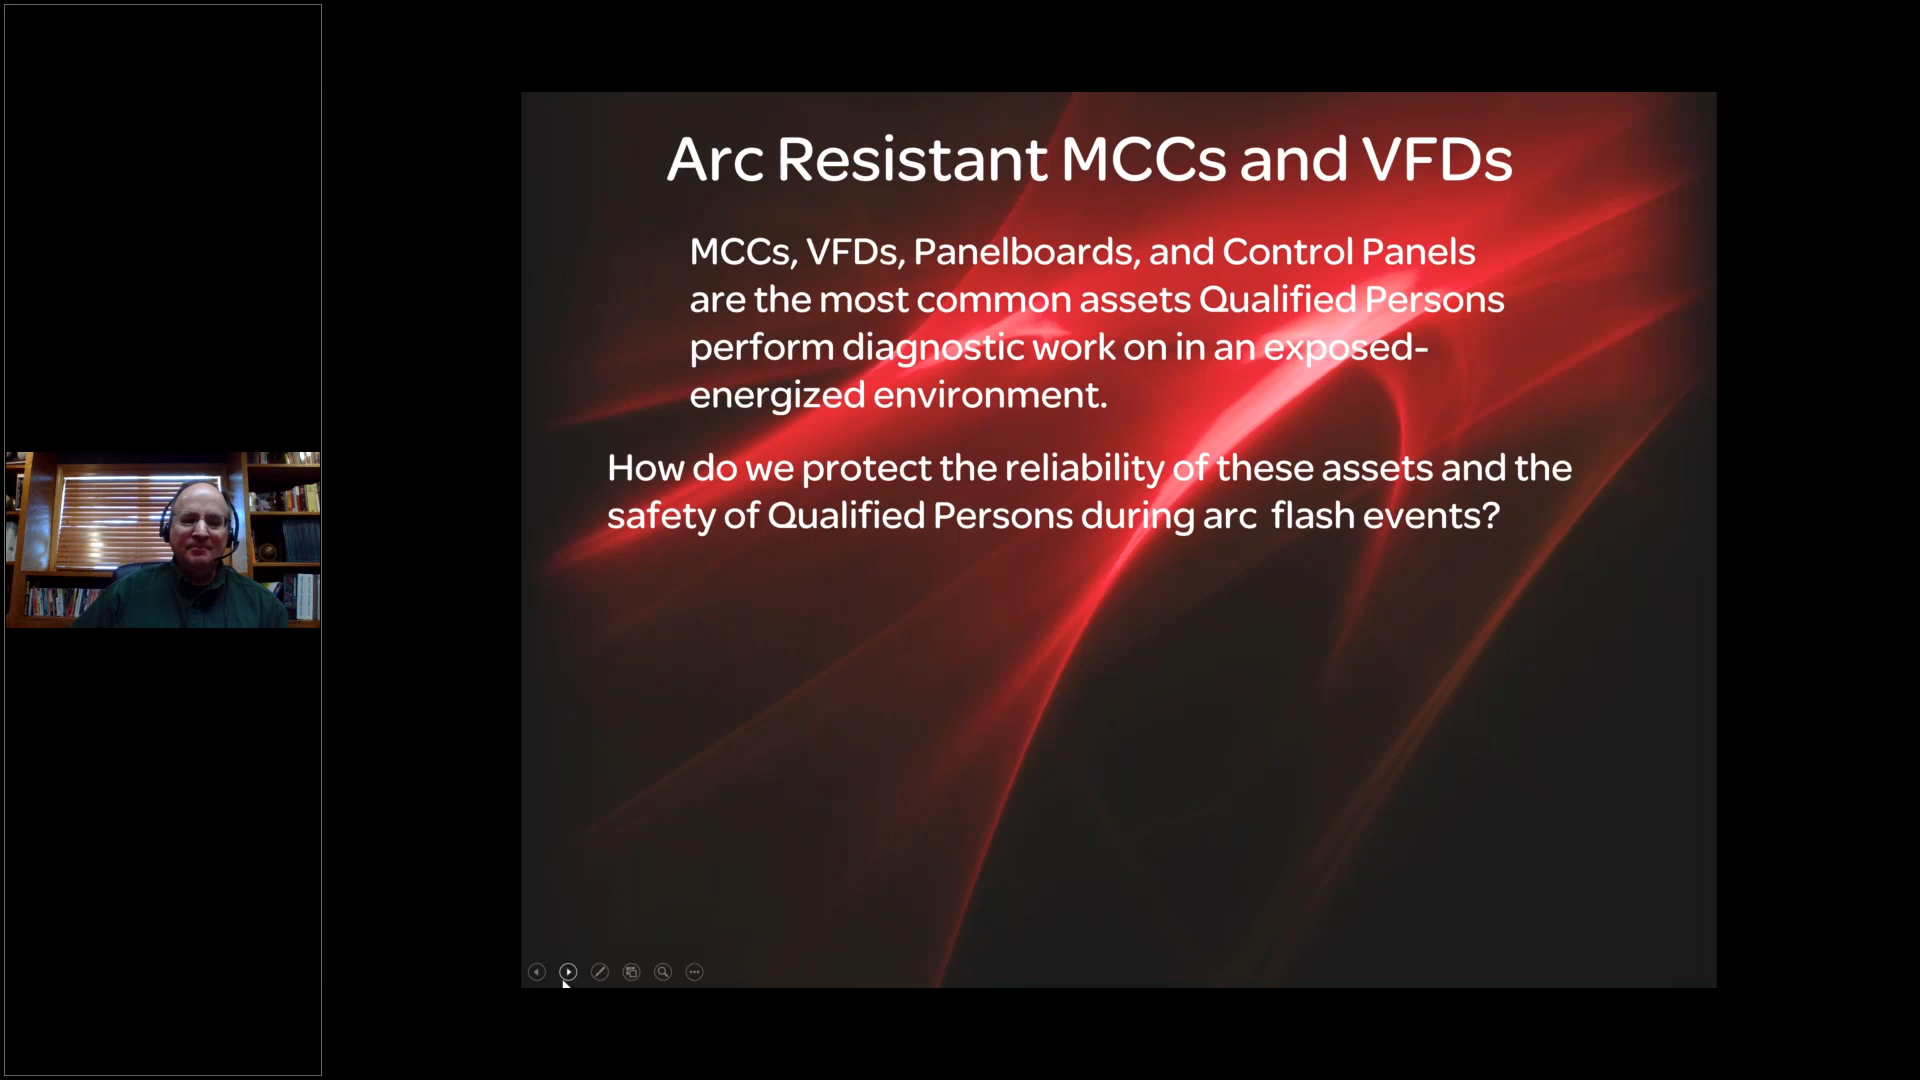 Arc Resistant MCCs and VFDs
MCCs, VFDs, Panelboards, and Control Panels
are the most common assets Qualified Persons
perform diagnostic work on in an exposed-
energized environment.
How do we protect the reliability of these assets and the
safety of Qualified Persons during arc  flash events?